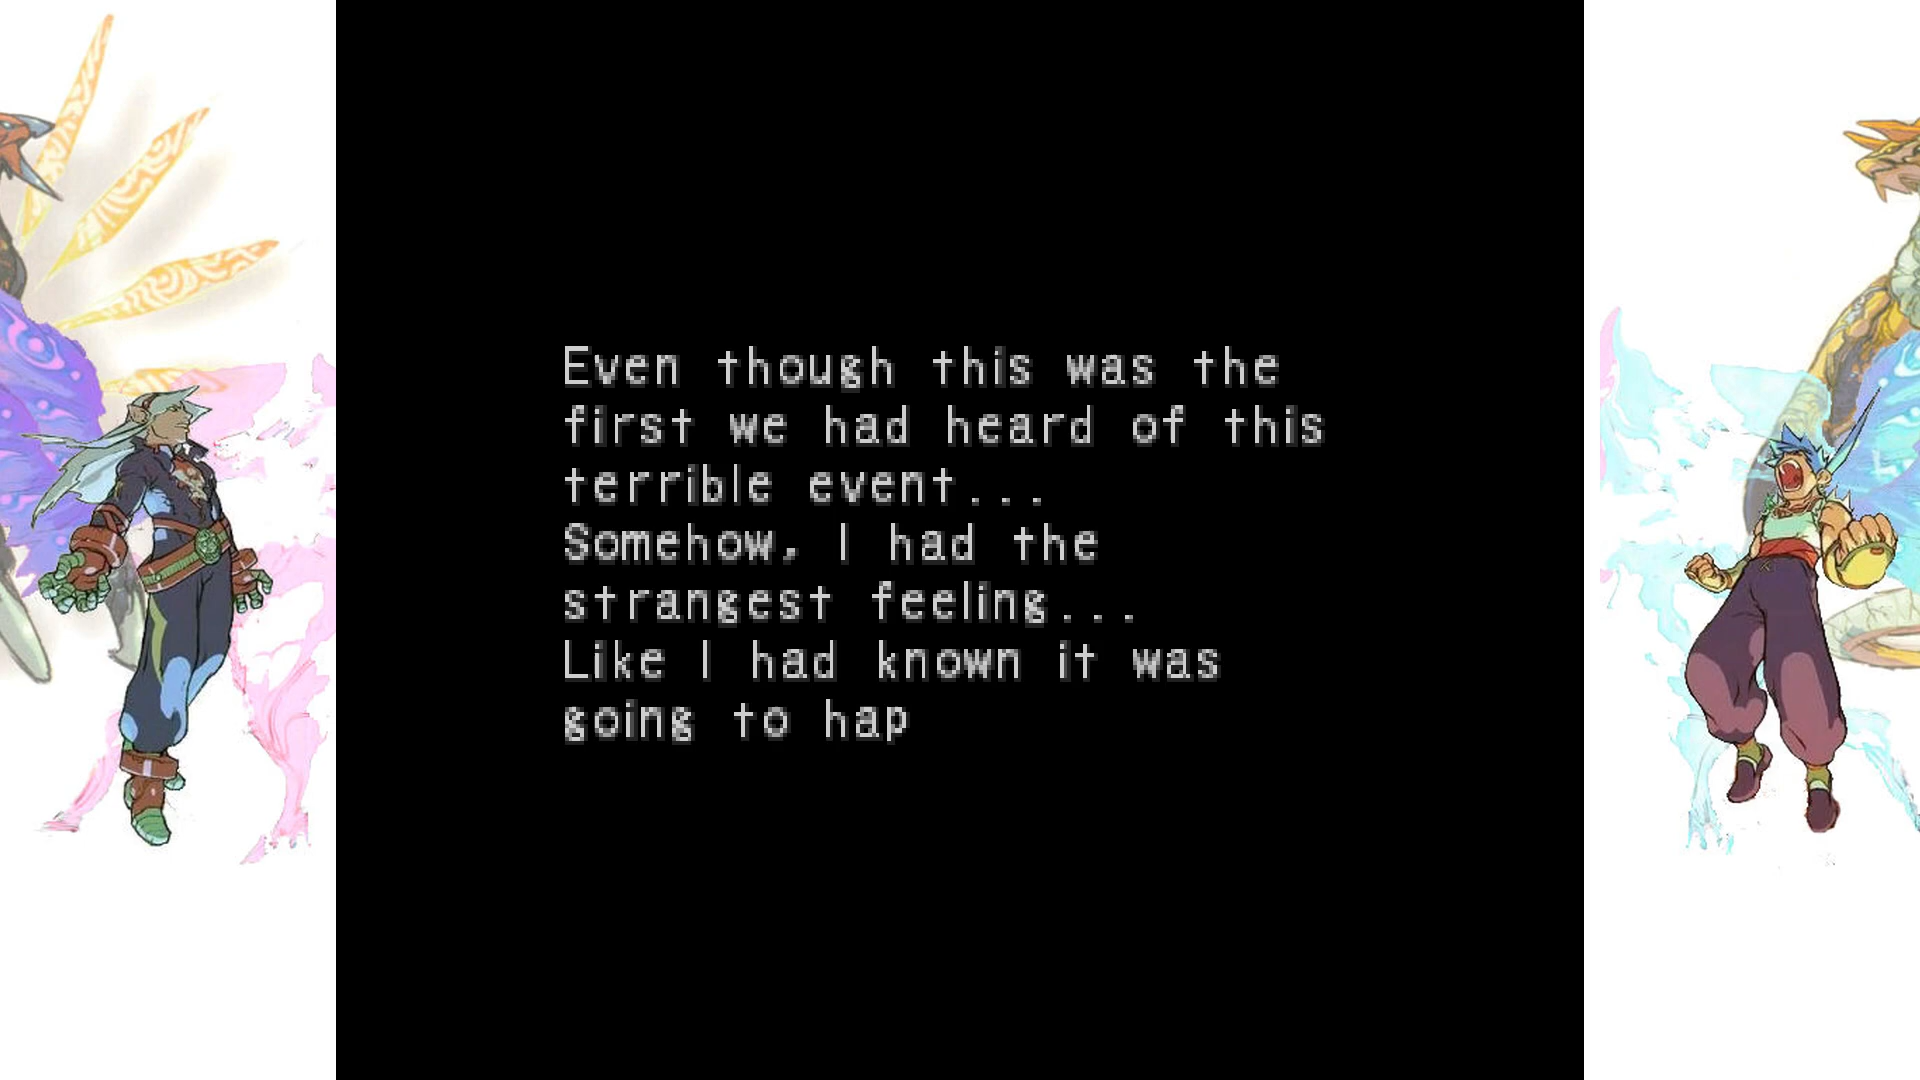 Even though this was the
first we had heard of this
terrible event...
Somehow, I had the
strangest feeling...
Like I had known it was
going to hap